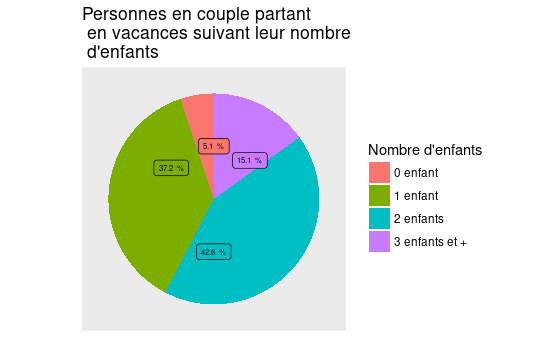 Personnes en couple partant
en vacances suivant leur nombre
d'enfants
5.1 %
37.2 %
15.1 %
42.6 %
Nombre d'enfants
0 enfant
1 enfant
2 enfants
3 enfants et +